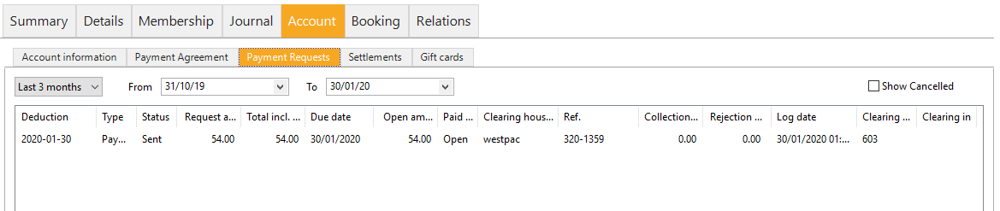 Summary Details Membership Journal Account Booking Relations
Account information Payment Agreement Payment Requests Settlements Gift cards
Last 3 months From 31/10/19 To 30/01/20 Show Cancelled
Deduction Type Status Request a... Total incl. ... Due date Open am... Paid ... Clearing hous... Ref. Collection... Rejection ... Log date Clearing ... Clearing in
2020-01-30 Pay... Sent 54.00 54.00 30/01/2020 54.00 Open westpac 320-1359 0.00 0.00 30/01/2020 01:... 603